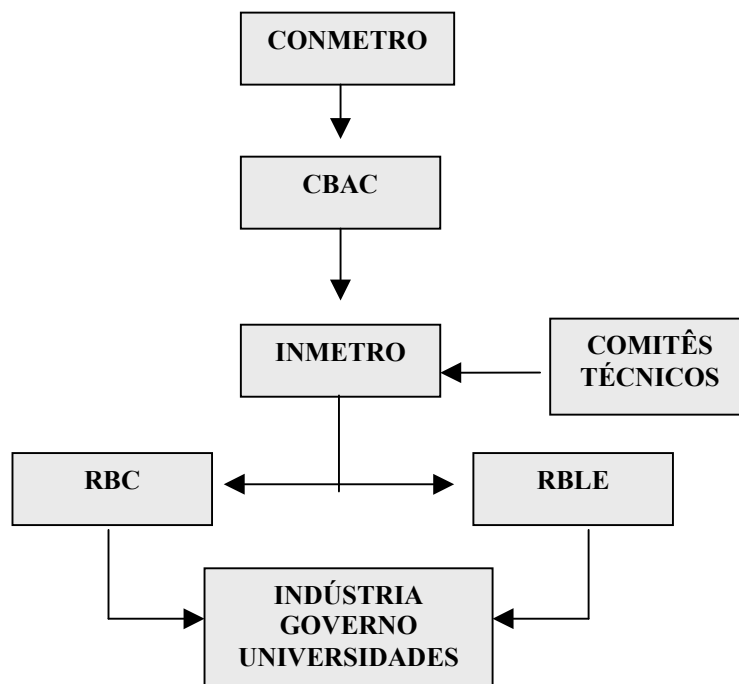 CONMETRO
CBAC
INMETRO
COMITÊS
TÉCNICOS
RBC
RBLE
INDÚSTRIA
GOVERNO
UNIVERSIDADES